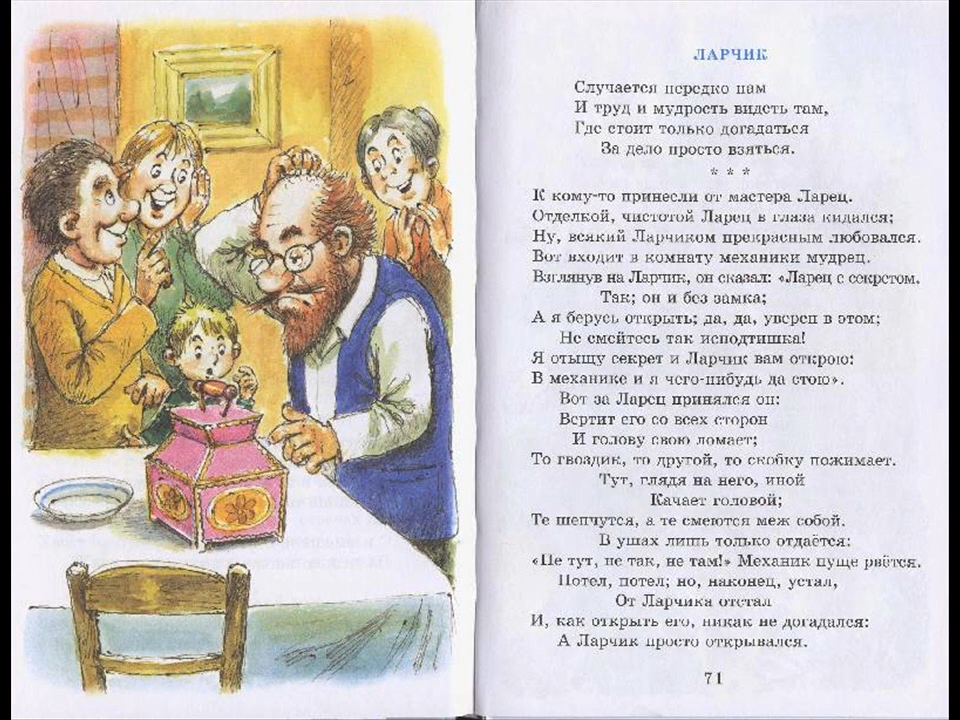 ЛАРЧИК
Случается нередко нам
И труд и мудрость видеть там,
Где стоит только догадаться
За дело просто взяться.
* * *
К кому-то принесли от мастера Ларец.
Отделкой, чистотой Ларец в глаза кидался;
Ну, всякий Ларчиком прекрасным любовался.
Вот входит в комнату механики мудрец.
Взглянув на Ларчик, он сказал: «Ларец с секретом.
Так; он и без замка;
А я берусь открыть; да, да, уверен в этом;
Не смейтесь так исподтишка!
Я отыщу секрет и Ларчик вам открою:
В механике и я чего-нибудь да стою».
Вот за Ларец принялся он:
Вертит его со всех сторон
И голову свою ломает;
То гвоздик, то другой, то скобку пожимает.
Тут, глядя на него, иной
Качает головой;
Те шепчутся, а те смеются меж собой.
В ушах лишь только отдаётся:
«Не тут, не так, не там!» Механик пуще рвётся.
Потел, потел; но, наконец, устал,
От Ларчика отстал
И, как открыть его, никак не догадался:
А Ларчик просто открывался.
71